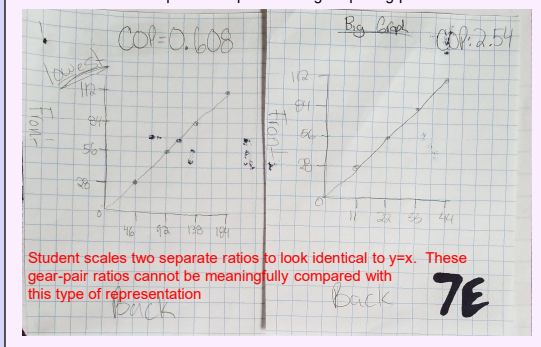 COP=0.608
lowest
Front
112
84
56
28
0
46
92
138
184
Back
Big Graph
COP:2.54
Front
112
84
56
28
0
11
22
33
44
Back
7E
Student scales two separate ratios to look identical to y=x. These
gear-pair ratios cannot be meaningfully compared with
this type of representation